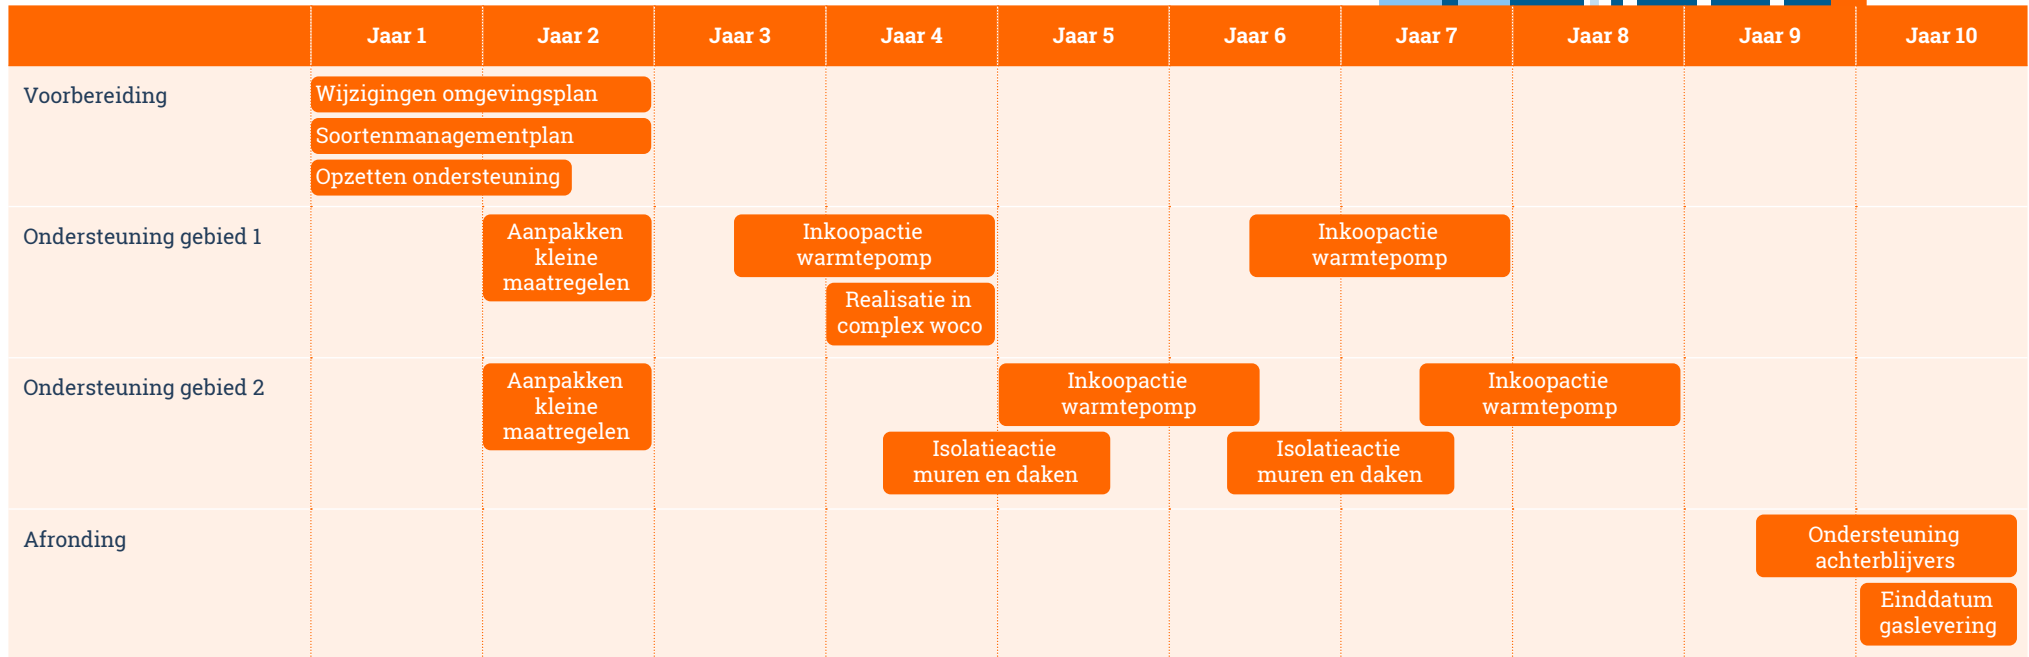 Jaar 1
Jaar 2
Jaar 3
Jaar 4
Jaar 5
Jaar 6
Jaar 7
Jaar 8
Jaar 9
Jaar 10
Voorbereiding
Wijzigingen omgevingsplan
Soortenmanagementplan
Opzetten ondersteuning
Ondersteuning gebied 1
Aanpakken
kleine
maatregelen
Inkoopactie
warmtepomp
Realisatie in
complex woco
Inkoopactie
warmtepomp
Ondersteuning gebied 2
Aanpakken
kleine
maatregelen
Inkoopactie
warmtepomp
Isolatieactie
muren en daken
Isolatieactie
muren en daken
Inkoopactie
warmtepomp
Afronding
Ondersteuning
achterblijvers
Einddatum
gaslevering